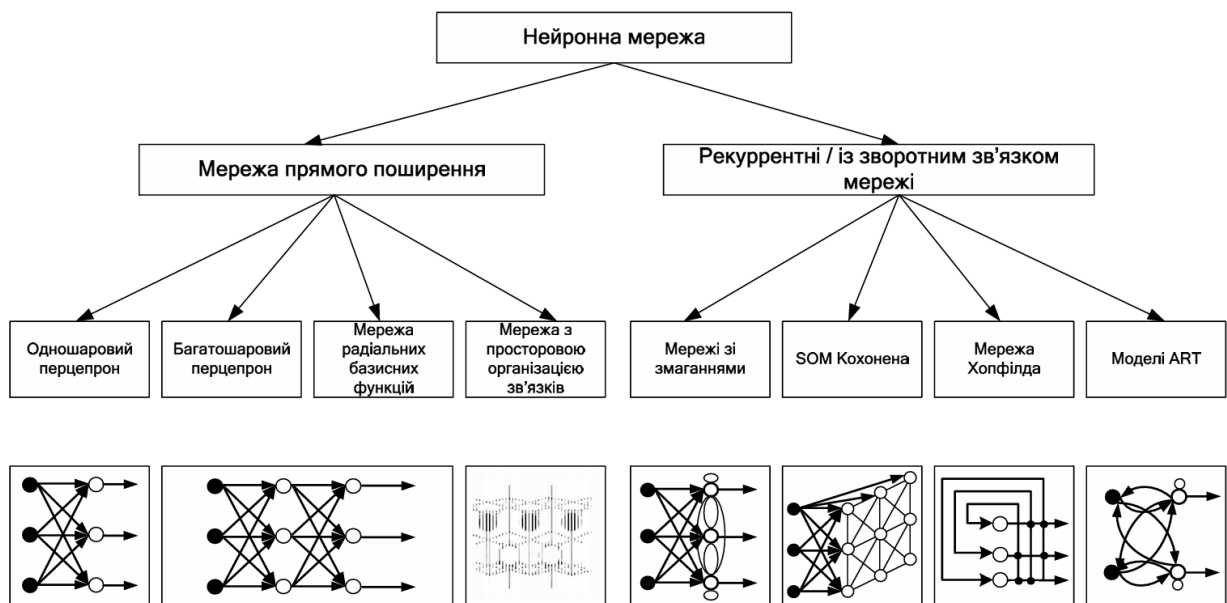 Нейронна мережа
Мережа прямого поширення
Рекуррентні / із зворотним зв'язком
мережі
Одношаровий
перцепрон
Багатошаровий
перцепрон
Мережа
радіальних
базисних
функцій
Мережа з
просторовою
організацією
зв'язків
Мережі зі
змаганнями
SOM Кохонена
Мережа
Хопфілда
Моделі ART